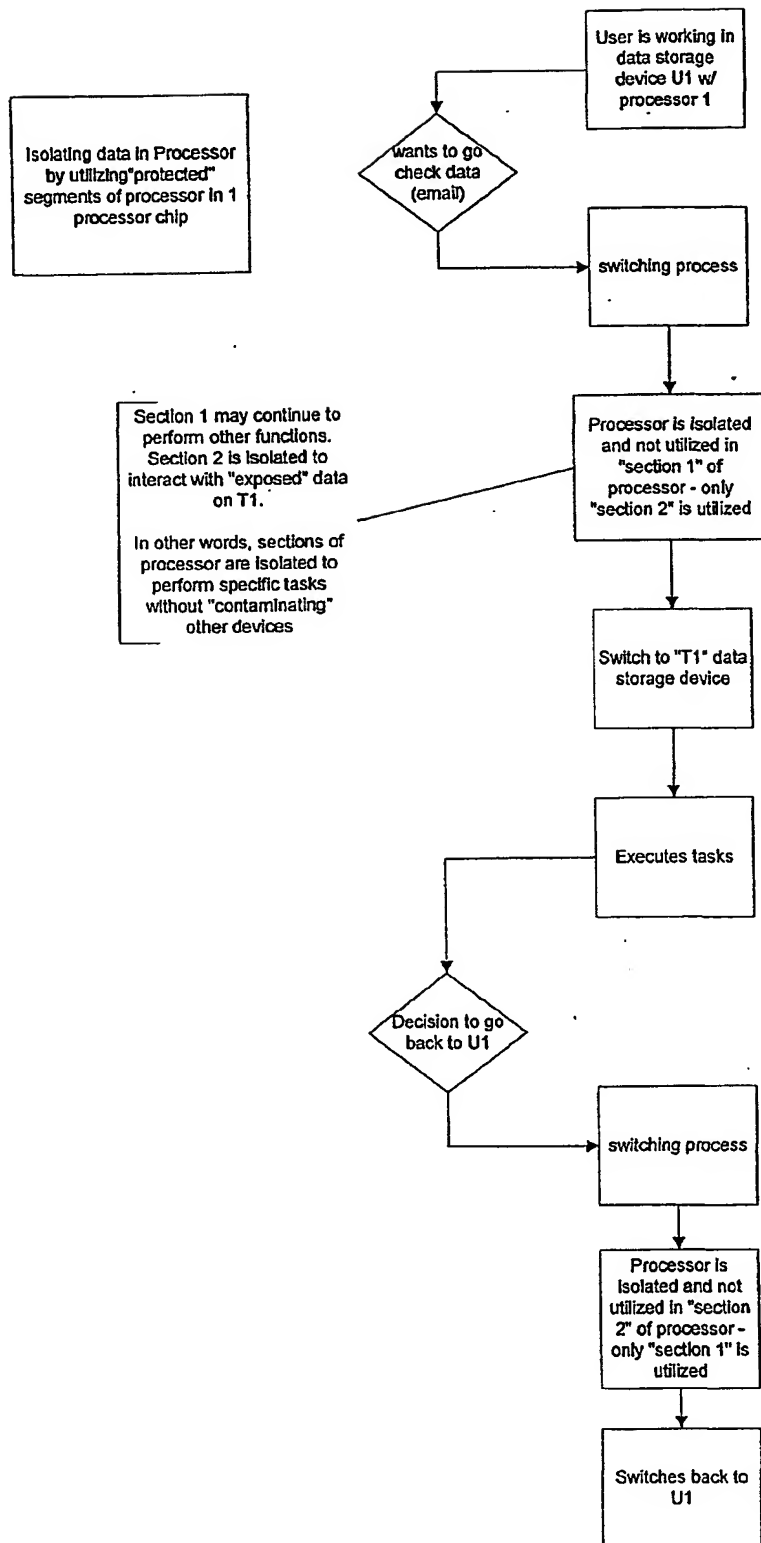 User is working in
data storage
device U1 w/
processor 1
Isolating data in Processor
by utilizing"protected"
segments of processor in 1
processor chip
wants to go
check data
(email)
switching process
Section 1 may continue to
perform other functions.
Section 2 is isolated to
interact with "exposed" data
on T1.
In other words, sections of
processor are isolated to
perform specific tasks
without "contaminating"
other devices
Processor is isolated
and not utilized in
"section 1" of
processor - only
"section 2" is utilized
Switch to "T1" data
storage device
Executes tasks
Decision to go
back to U1
switching process
Processor is
isolated and not
utilized in "section
2" of processor -
only "section 1" is
utilized
Switches back to
U1